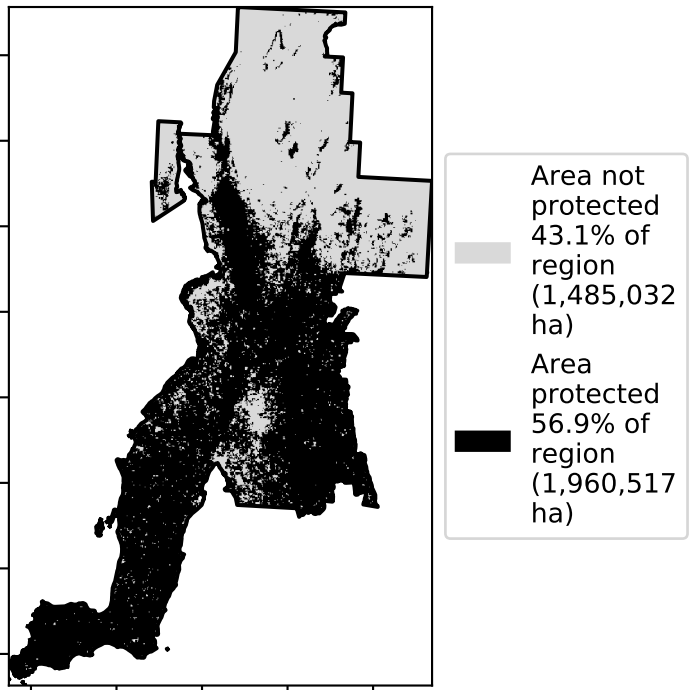 Area not
protected
43.1% of
region
(1,485,032
ha)
Area
protected
56.9% of
region
(1,960,517
ha)